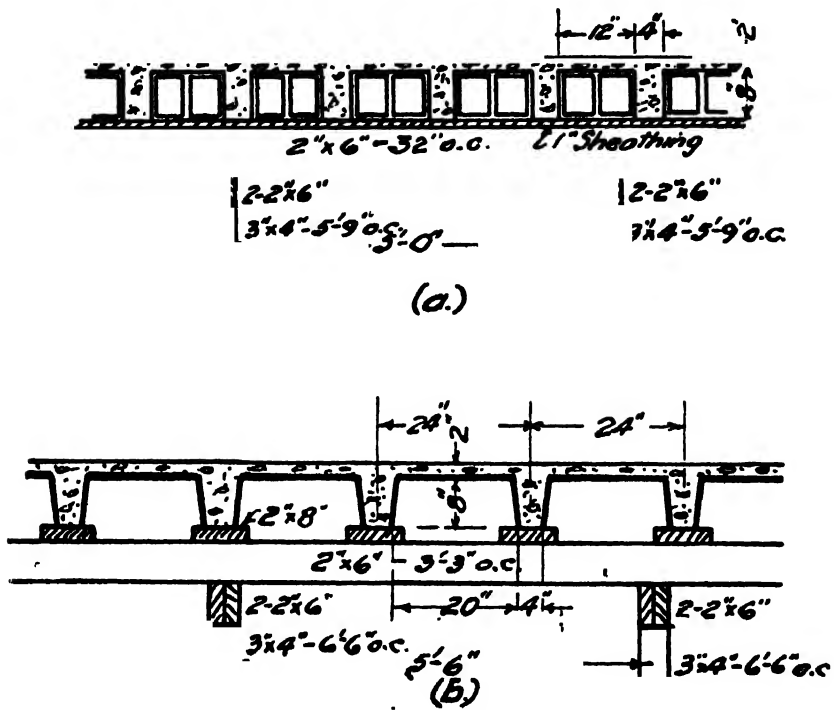 12" 4"
2"
8"
2"x6"-32"o.c. 1"Sheathing
2-2"x6" 2-2"x6"
3"x4"-5'-9"o.c. 3"x4"-5'-9"o.c.
5'-0"
(a.)
24" 24"
2"
8"
2"x8"
2"x6" - 3'-3"o.c.
20" 4"
2-2"x6" 2-2"x6"
3"x4"-6'-6"o.c. 3"x4"-6'-6"o.c
5'-6"
(b.)